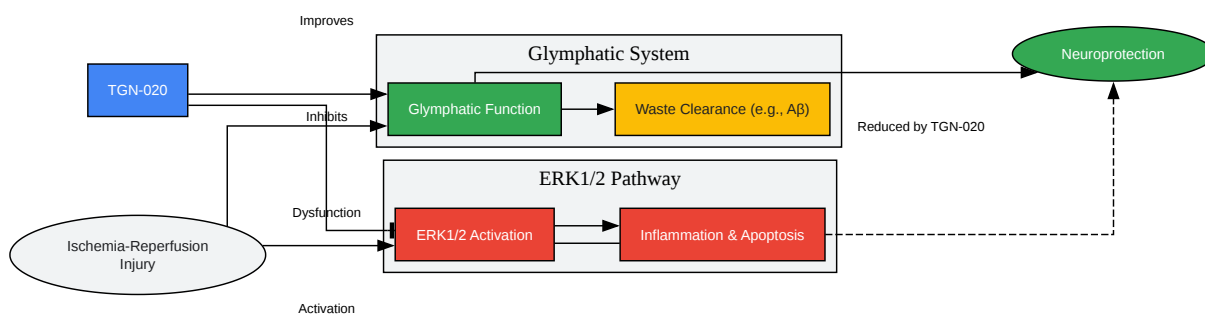 Improves
Glymphatic System
Neuroprotection
TGN-020
Glymphatic Function
Waste Clearance (e.g., Aβ)
Inhibits
Reduced by TGN-020
ERK1/2 Pathway
Dysfunction
ERK1/2 Activation
Inflammation & Apoptosis
Ischemia-Reperfusion
Injury
Activation